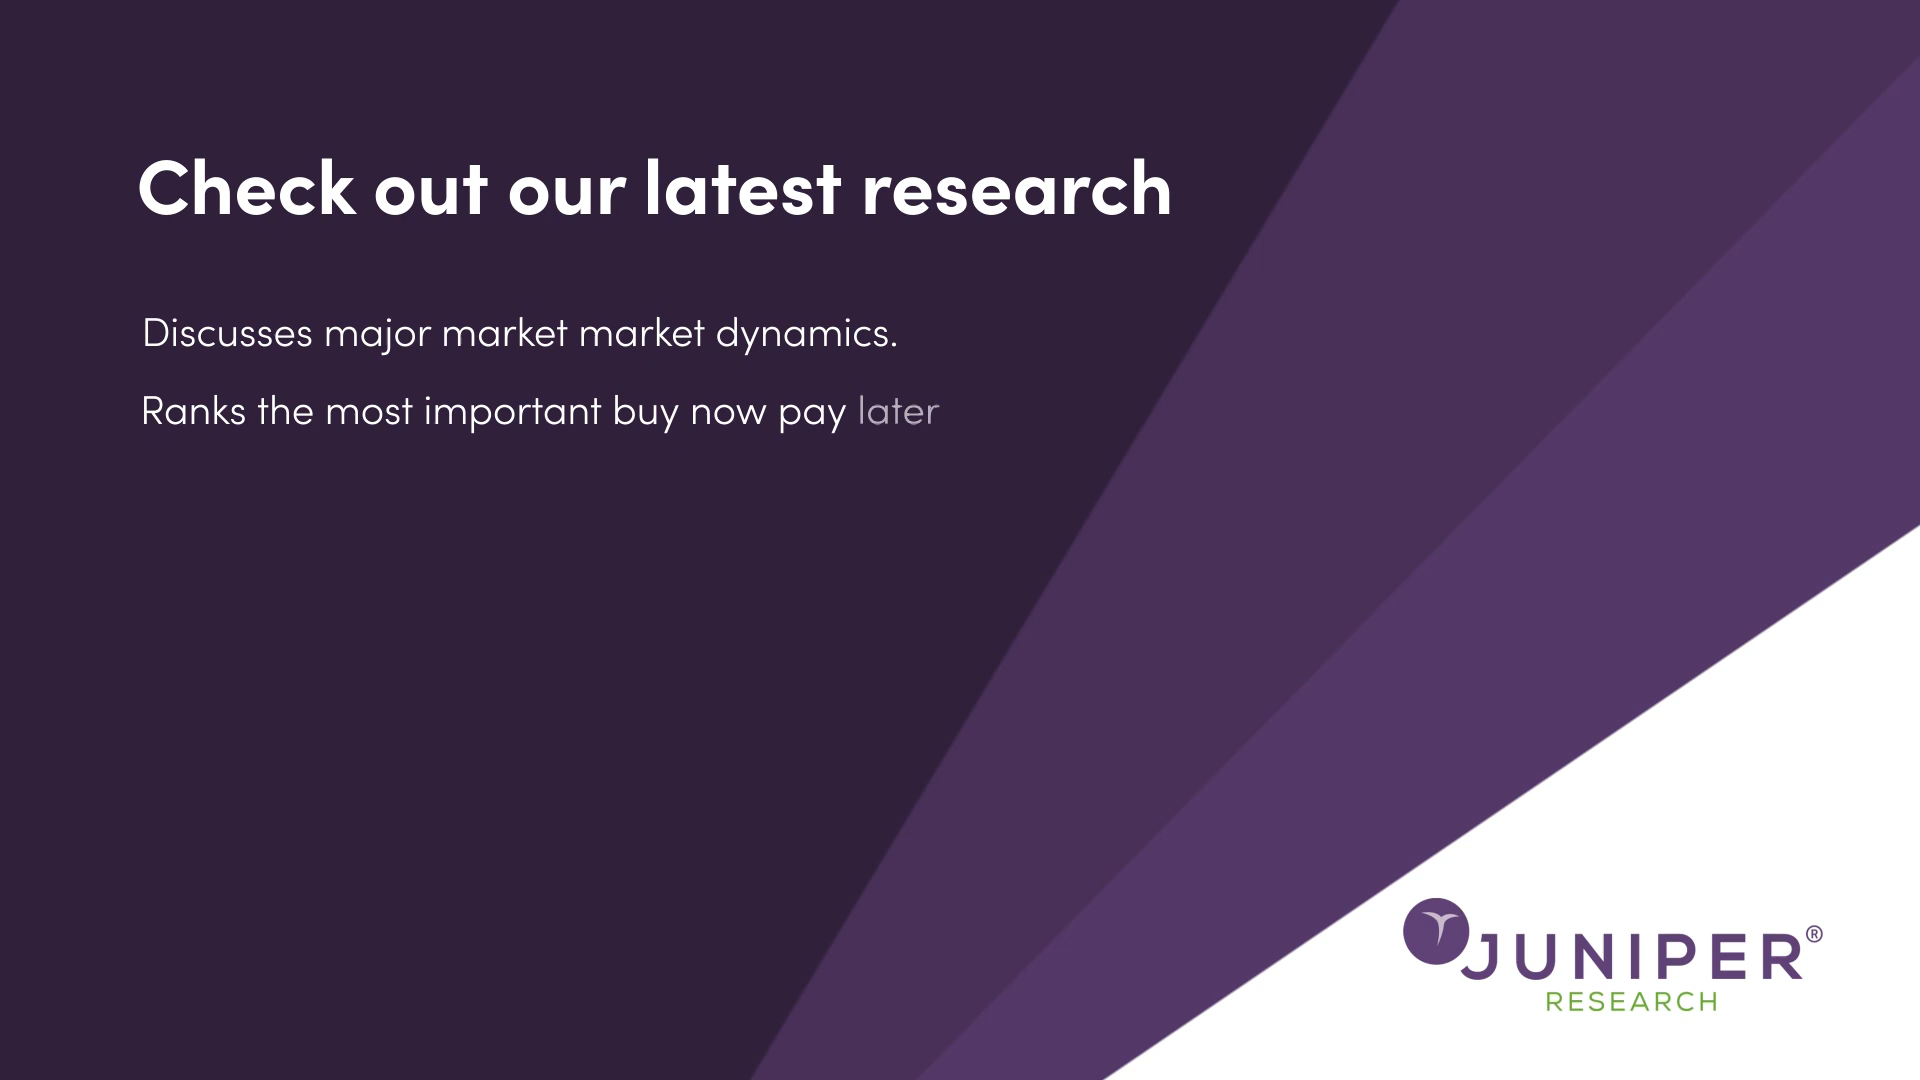 Check out our latest research
Discusses major market market dynamics.
Ranks the most important buy now pay later
JUNIPER®
RESEARCH